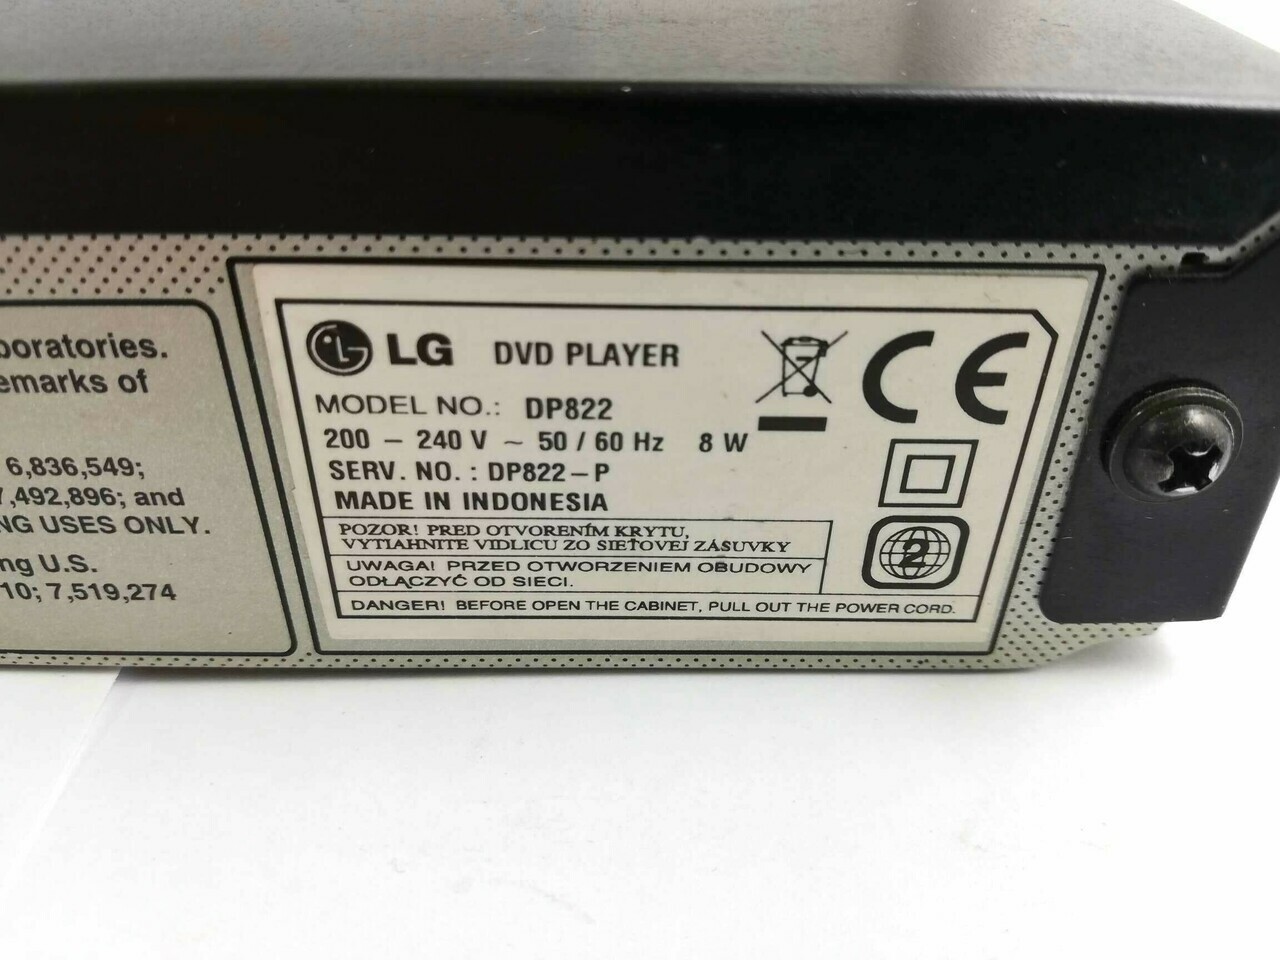 boratories.
emarks of
6,836,549;
7,492,896; and
NG USES ONLY.
ng U.S.
10; 7,519,274
LG DVD PLAYER
MODEL NO.: DP822
200 – 240 V ~ 50 / 60 Hz 8 W
SERV. NO. : DP822 – P
MADE IN INDONESIA
POZOR! PRED OTVORENÍM KRYTU,
VYTIAHNITE VIDLICU ZO SIEŤOVEJ ZÁSUVKY
UWAGA! PRZED OTWORZENIEM OBUDOWY
ODŁĄCZYĆ OD SIECI.
DANGER! BEFORE OPEN THE CABINET, PULL OUT THE POWER CORD.
CE
2